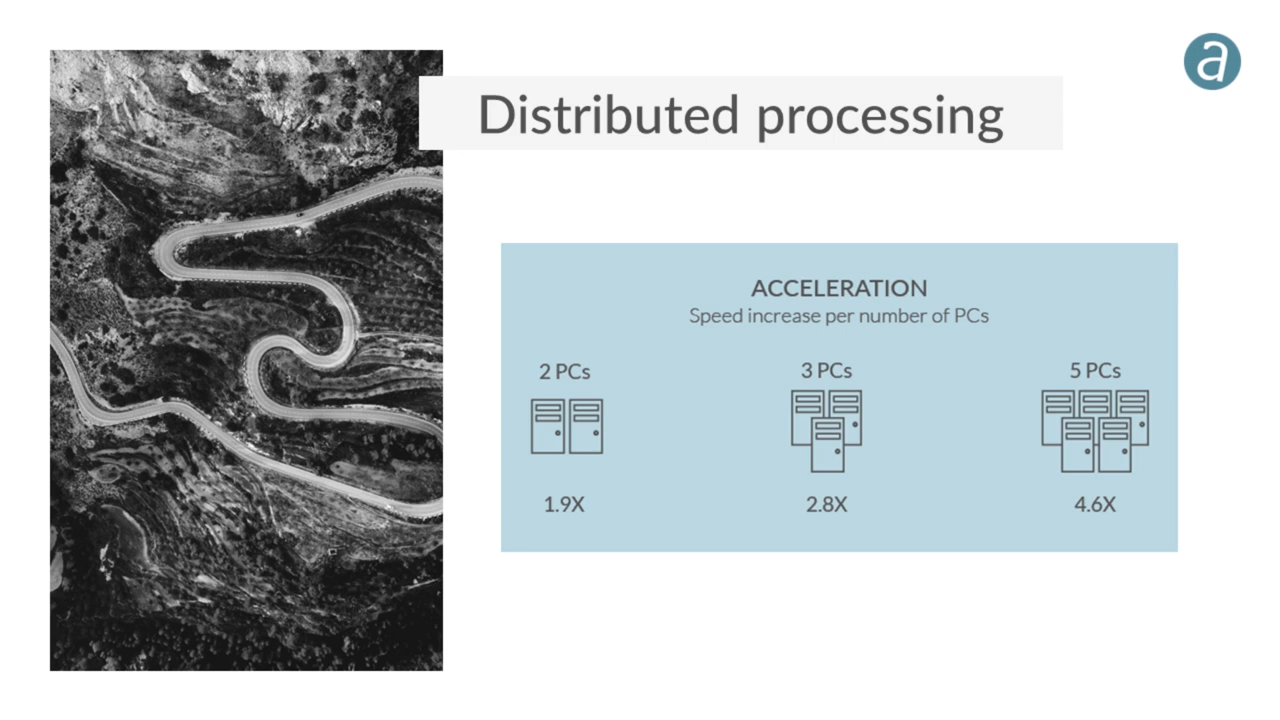 a
Distributed processing
ACCELERATION
Speed increase per number of PCs
2 PCs
3 PCs
5 PCs
1.9X
2.8X
4.6X